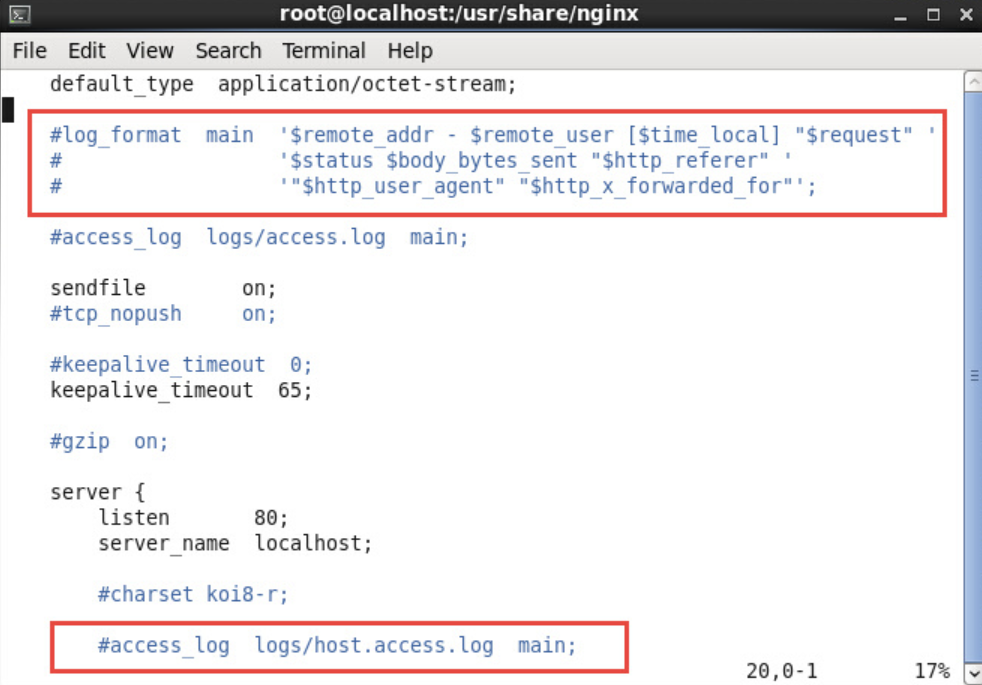 root@localhost:/usr/share/nginx
File Edit View Search Terminal Help
default_type  application/octet-stream;
#log_format  main  '$remote_addr - $remote_user [$time_local] "$request" '
#                  '$status $body_bytes_sent "$http_referer" '
#                  '"$http_user_agent" "$http_x_forwarded_for"';
#access_log  logs/access.log  main;
sendfile        on;
#tcp_nopush     on;
#keepalive_timeout  0;
keepalive_timeout  65;
#gzip  on;
server {
    listen       80;
    server_name  localhost;
    #charset koi8-r;
    #access_log  logs/host.access.log  main;
20,0-1        17%